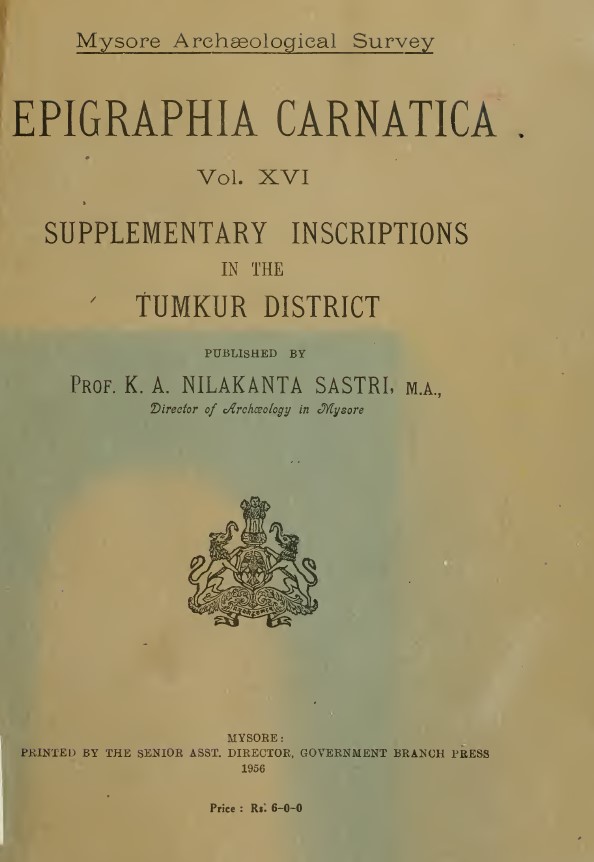 Mysore Archæological Survey
EPIGRAPHIA CARNATICA .
Vol. XVI
SUPPLEMENTARY INSCRIPTIONS
IN THE
TUMKUR DISTRICT
PUBLISHED BY
PROF. K. A. NILAKANTA SASTRI, M.A.,
Director of Archæology in Mysore
MYSORE:
PRINTED BY THE SENIOR ASST. DIRECTOR, GOVERNMENT BRANCH PRESS
1956
Price : Rs. 6-0-0